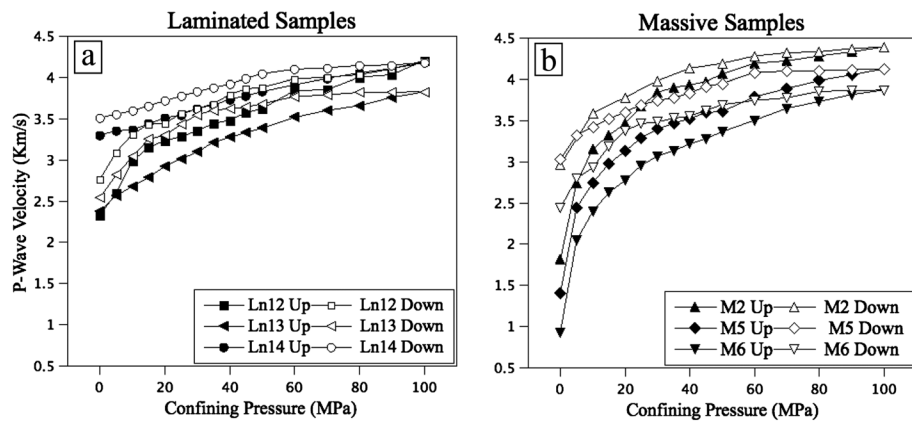 Laminated Samples
a
4.5
4
3.5
3
2.5
2
1.5
1
0.5
P-Wave Velocity (Km/s)
Ln12 Up Ln12 Down
Ln13 Up Ln13 Down
Ln14 Up Ln14 Down
0 20 40 60 80 100
Confining Pressure (MPa)
Massive Samples
b
4.5
4
3.5
3
2.5
2
1.5
1
0.5
M2 Up M2 Down
M5 Up M5 Down
M6 Up M6 Down
0 20 40 60 80 100
Confining Pressure (MPa)